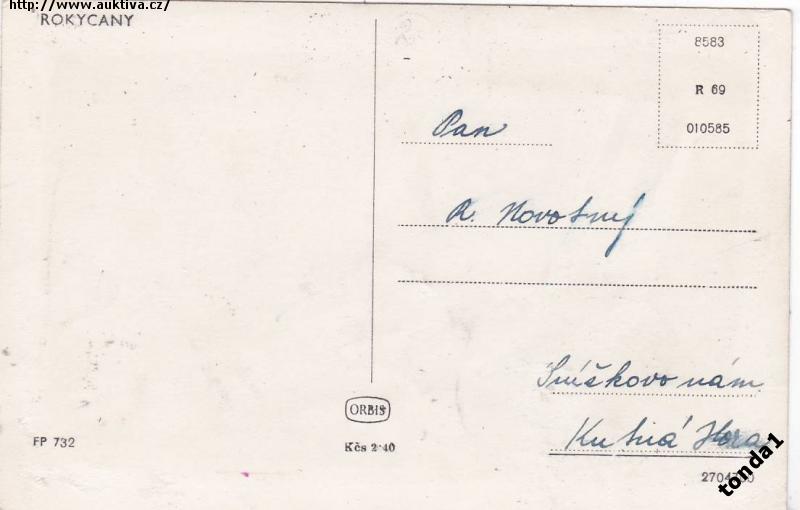 http://www.auktiva.cz/
ROKYCANY
8583
R 69
010585
Pan
R. Novotný
Smíškovo nám
Kutná Hora
ORBIS
FP 732
Kčs 2·40
tonda1